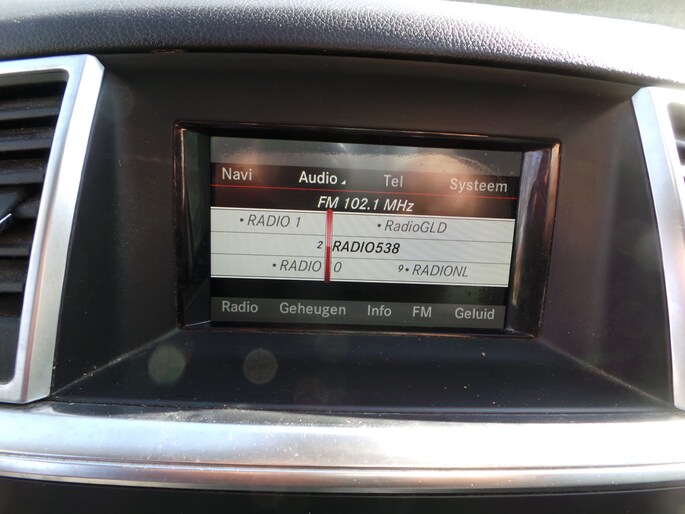 Navi Audio Tel Systeem
FM 102.1 MHz
• RADIO 1 • RadioGLD
2 RADIO538
• RADIO 0 9• RADIONL
Radio Geheugen Info FM Geluid